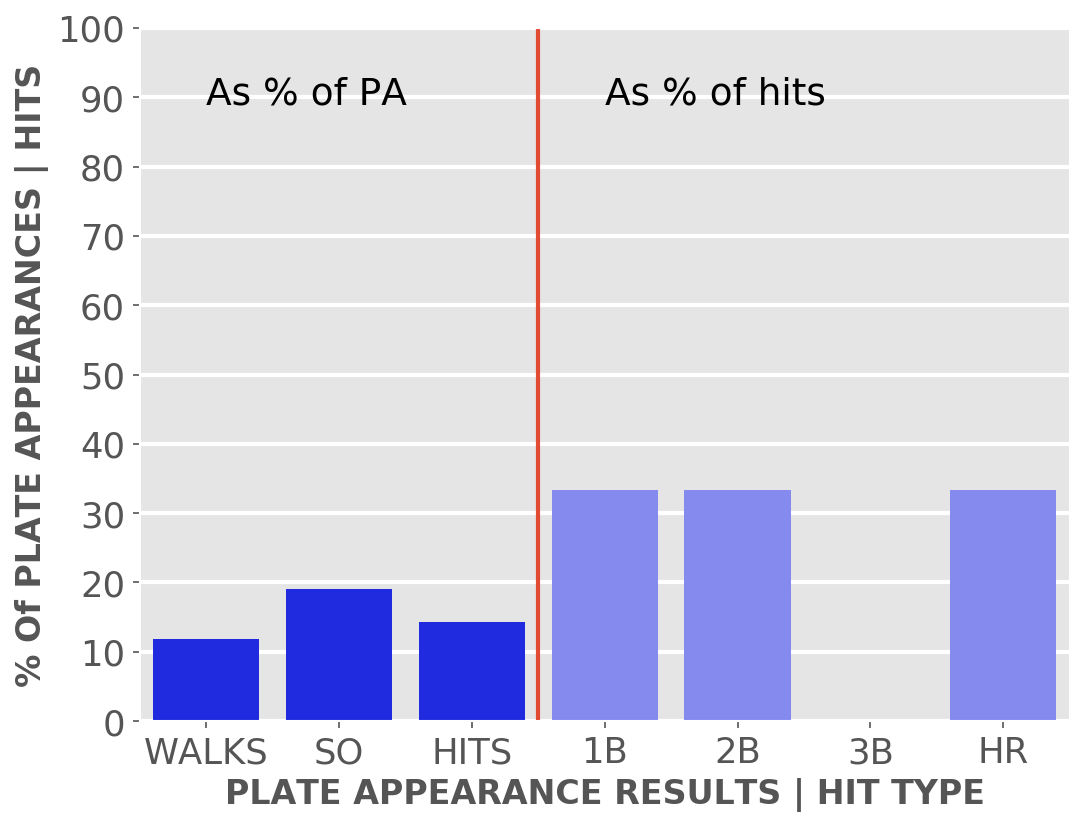 % Of PLATE APPEARANCES | HITS
100
90
80
70
60
50
40
30
20
10
0
As % of PA
As % of hits
WALKS SO HITS 1B 2B 3B HR
PLATE APPEARANCE RESULTS | HIT TYPE